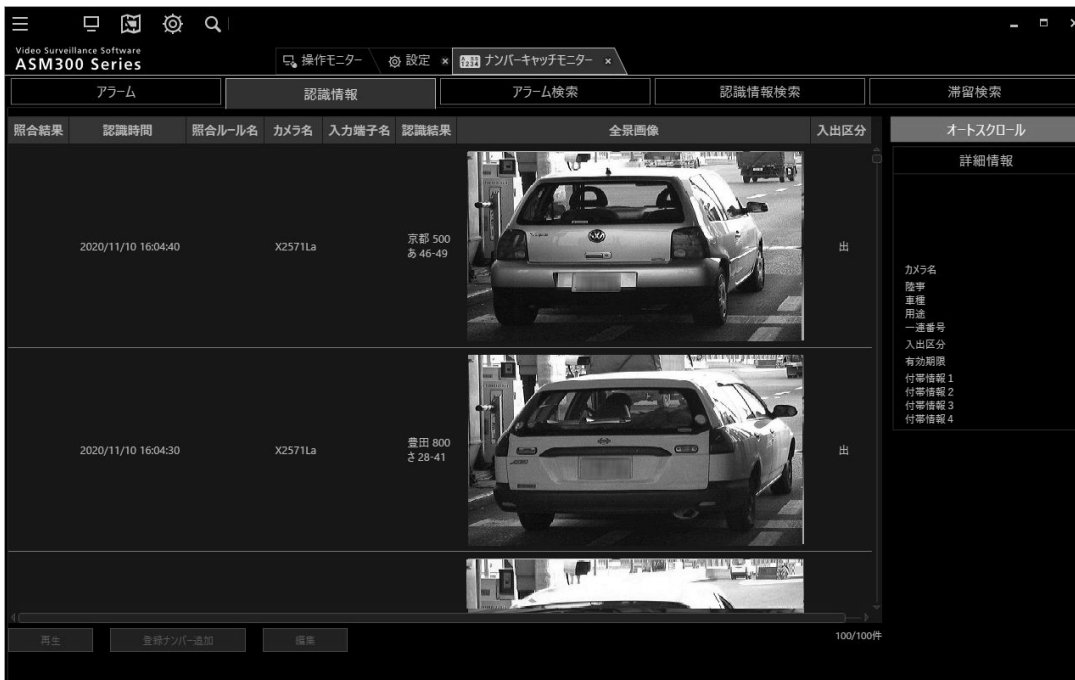 Video Surveillance Software
ASM300 Series
操作モニター
設定 ×
ナンバーキャッチモニター ×
アラーム
認識情報
アラーム検索
認識情報検索
滞留検索
照合結果 認識時間 照合ルール名 カメラ名 入力端子名 認識結果 全景画像 入出区分
オートスクロール
詳細情報
2020/11/10 16:04:40 X2571La 京都 500
あ 46-49
出
カメラ名
陸事
車種
用途
一連番号
入出区分
有効期限
付帯情報1
付帯情報2
付帯情報3
付帯情報4
2020/11/10 16:04:30 X2571La 豊田 800
さ 28-41
出
再生
登録ナンバー追加
編集
100/100件